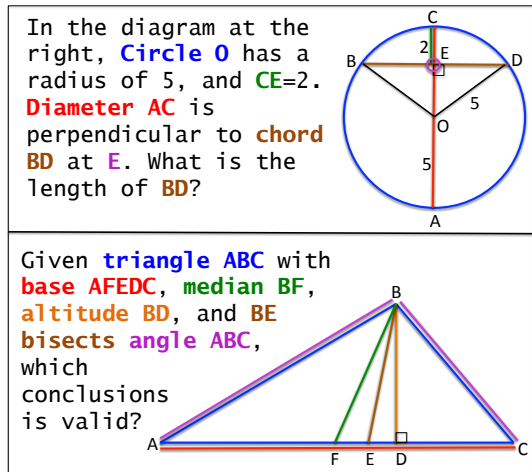 In the diagram at the
right, Circle O has a
radius of 5, and CE=2.
Diameter AC is
perpendicular to chord
BD at E. What is the
length of BD?
C
2
E
B
D
O
5
5
A
Given triangle ABC with
base AFEDC, median BF,
altitude BD, and BE
bisects angle ABC,
which
conclusions
is valid?
B
A
F
E
D
C